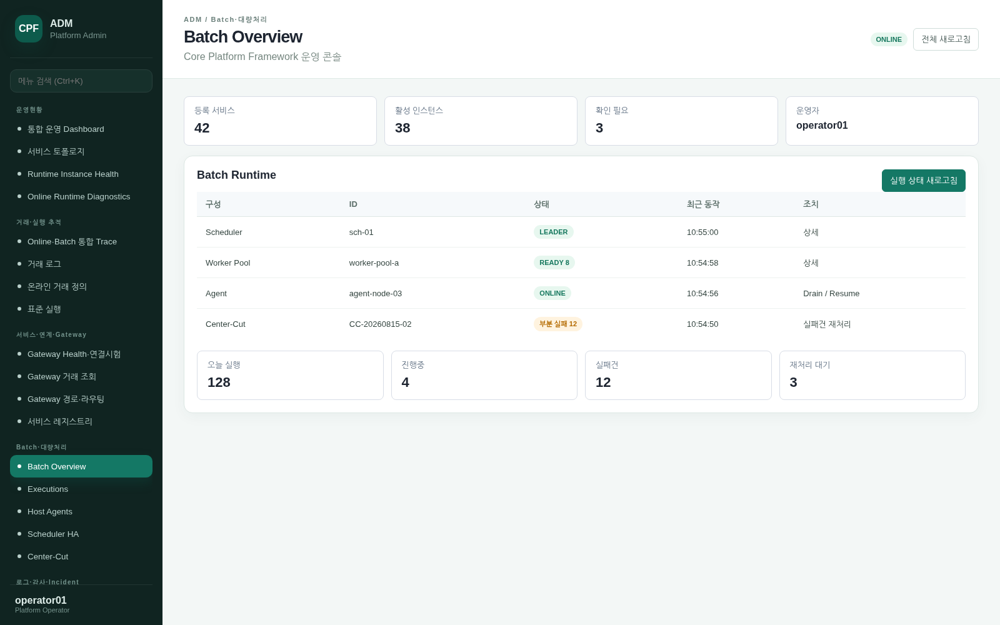 CPF
ADM
Platform Admin
메뉴 검색 (Ctrl+K)
운영현황
통합 운영 Dashboard
서비스 토폴로지
Runtime Instance Health
Online Runtime Diagnostics
거래·실행 추적
Online·Batch 통합 Trace
거래 로그
온라인 거래 정의
표준 실행
서비스·연계·Gateway
Gateway Health·연결시험
Gateway 거래 조회
Gateway 경로·라우팅
서비스 레지스트리
Batch·대량처리
Batch Overview
Executions
Host Agents
Scheduler HA
Center-Cut
로그·감사·Incident
operator01
Platform Operator
ADM / Batch·대량처리
Batch Overview
Core Platform Framework 운영 콘솔
ONLINE
전체 새로고침
등록 서비스
42
활성 인스턴스
38
확인 필요
3
운영자
operator01
Batch Runtime
실행 상태 새로고침
구성 ID 상태 최근 동작 조치
Scheduler sch-01 LEADER 10:55:00 상세
Worker Pool worker-pool-a READY 8 10:54:58 상세
Agent agent-node-03 ONLINE 10:54:56 Drain / Resume
Center-Cut CC-20260815-02 부분 실패 12 10:54:50 실패건 재처리
오늘 실행
128
진행중
4
실패건
12
재처리 대기
3